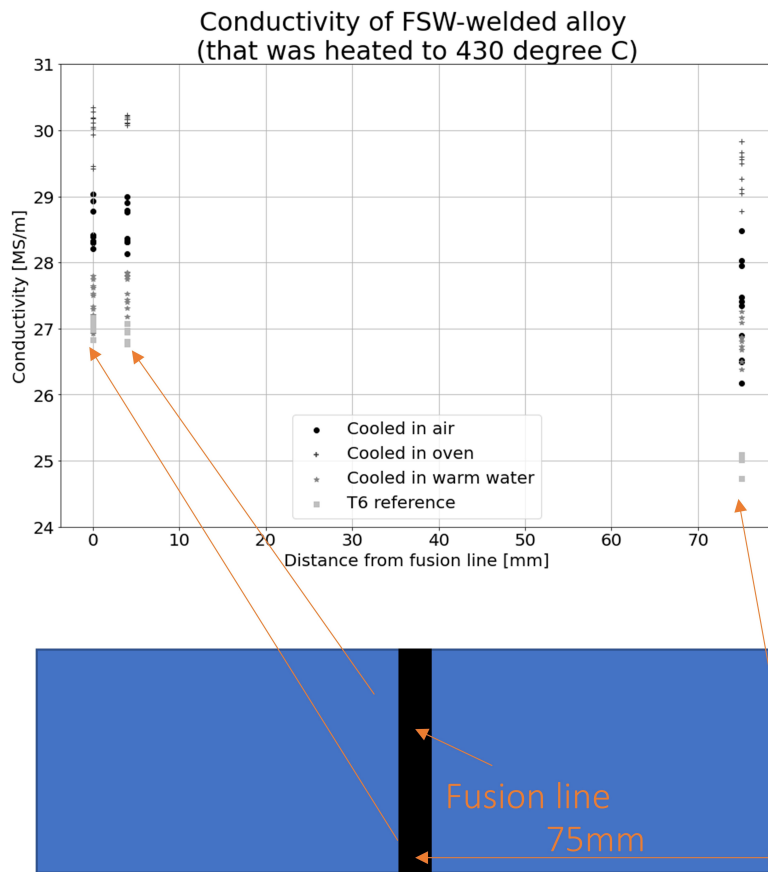 Conductivity of FSW-welded alloy
(that was heated to 430 degree C)
31
30
29
28
27
26
25
24
Conductivity [MS/m]
Cooled in air
Cooled in oven
Cooled in warm water
T6 reference
0 10 20 30 40 50 60 70
Distance from fusion line [mm]
Fusion line
75mm